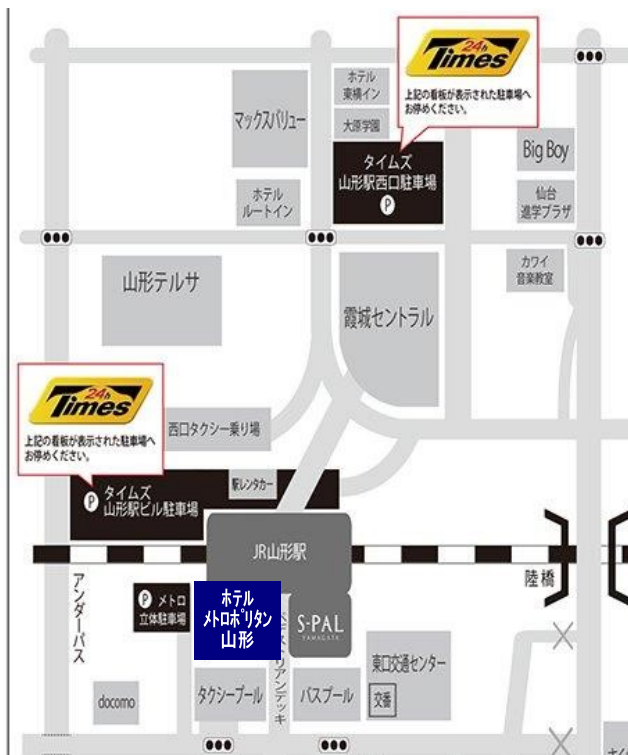 24h
Times
上記の看板が表示された駐車場へ
お停めください。
ホテル
東横イン
大原学園
マックスバリュー
タイムズ
山形駅西口駐車場
P
Big Boy
仙台
進学プラザ
ホテル
ルートイン
カワイ
音楽教室
山形テルサ
霞城セントラル
24h
Times
上記の看板が表示された駐車場へ
お停めください。
西口タクシー乗り場
駅レンタカー
P タイムズ
山形駅ビル駐車場
JR山形駅
陸橋
アンダーパス
P メトロ
立体駐車場
ホテル
メトロポリタン
山形
S-PAL
YAMAGATA
ペデストリアンデッキ
東口交通センター
交番
docomo
タクシープール
バスプール